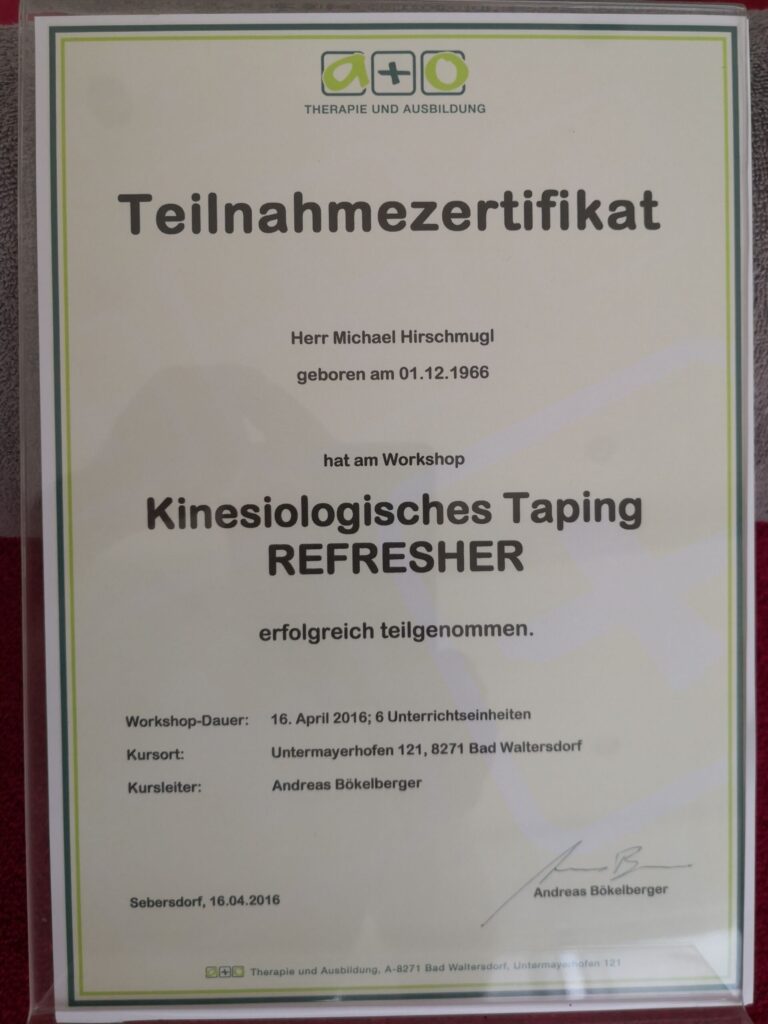 a+o
THERAPIE UND AUSBILDUNG
Teilnahmezertifikat
Herr Michael Hirschmugl
geboren am 01.12.1966
hat am Workshop
Kinesiologisches Taping
REFRESHER
erfolgreich teilgenommen.
Workshop-Dauer: 16. April 2016; 6 Unterrichtseinheiten
Kursort: Untermayerhofen 121, 8271 Bad Waltersdorf
Kursleiter: Andreas Bökelberger
Andreas Bökelberger
Sebersdorf, 16.04.2016
a+o Therapie und Ausbildung, A-8271 Bad Waltersdorf, Untermayerhofen 121